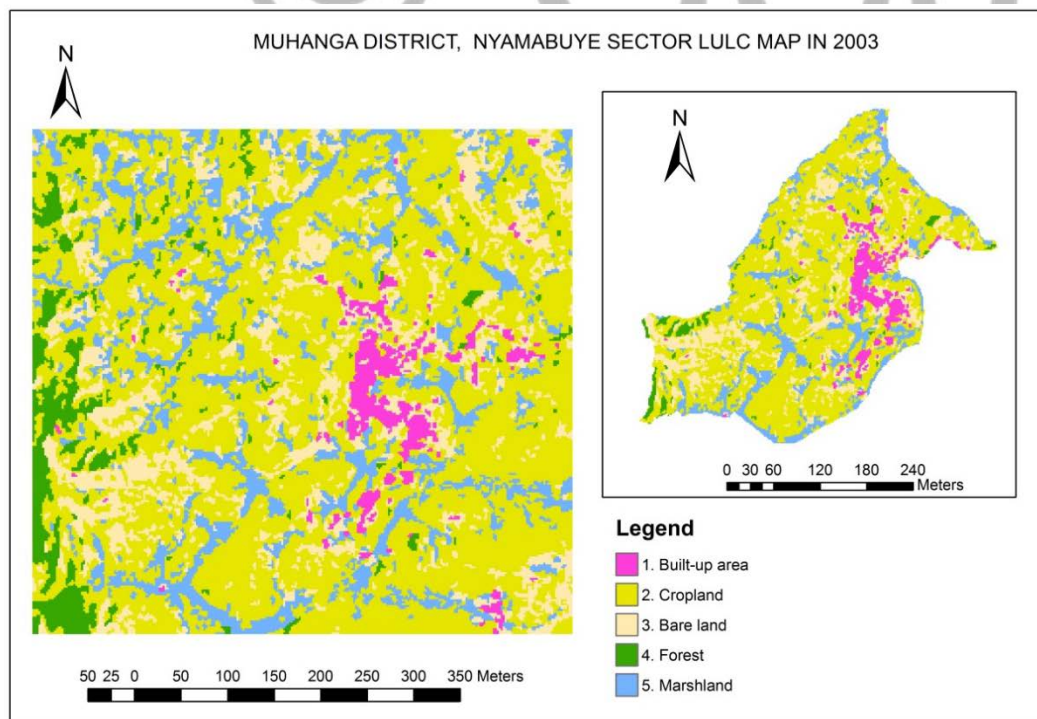 MUHANGA DISTRICT, NYAMABUYE SECTOR LULC MAP IN 2003
N
N
0 30 60 120 180 240
Meters
Legend
1. Built-up area
2. Cropland
3. Bare land
4. Forest
5. Marshland
50 25 0 50 100 150 200 250 300 350 Meters